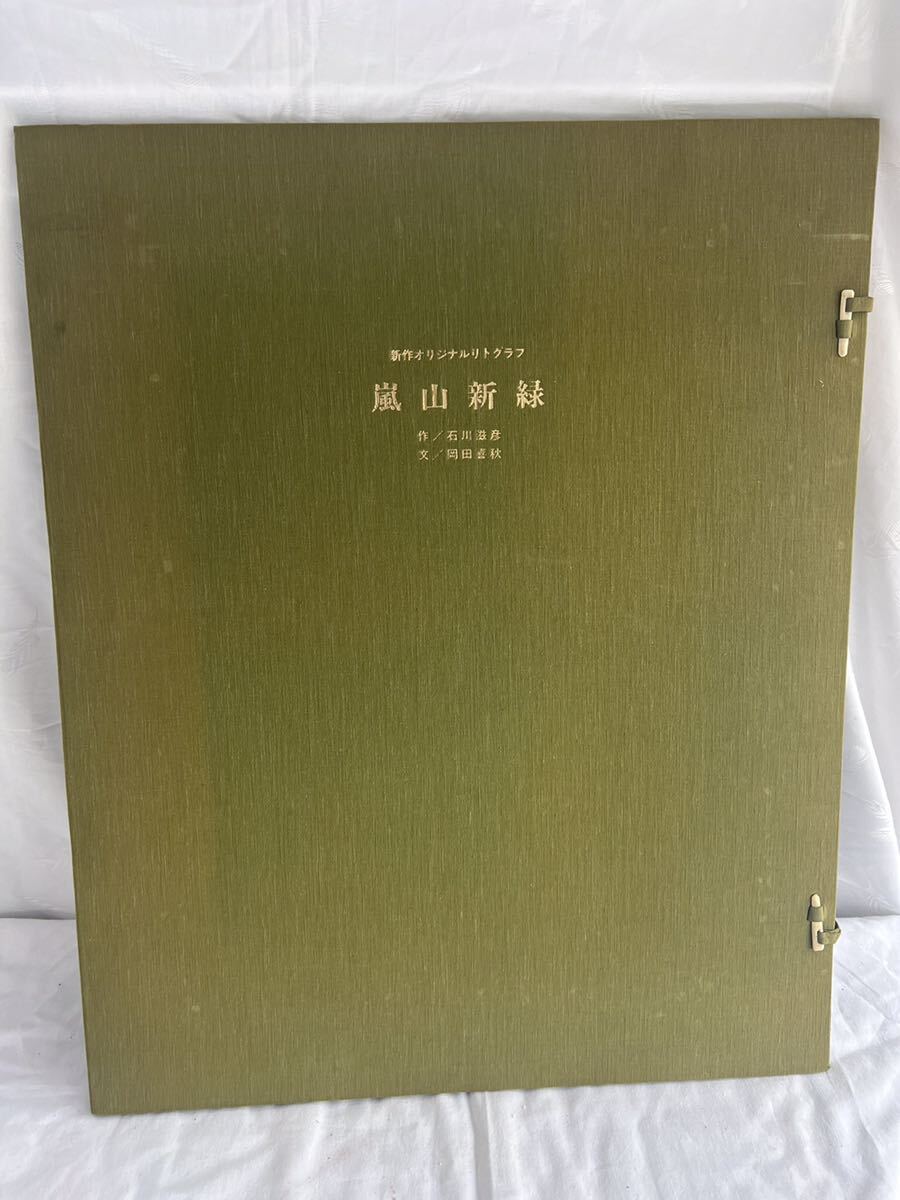 新作オリジナルリトグラフ
嵐山新緑
作／石川滋彦
文／岡田喜秋